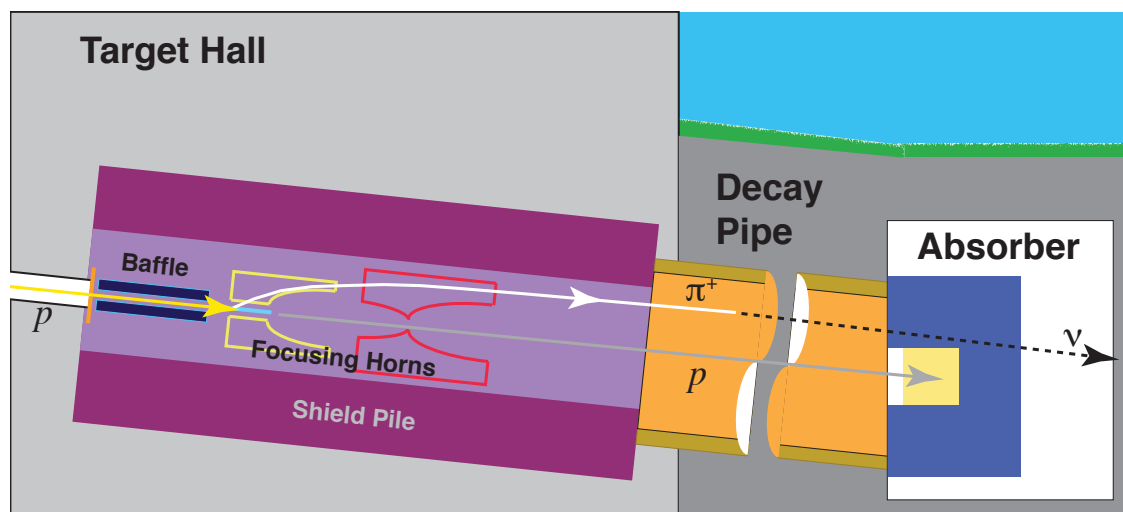 Target Hall
Decay
Pipe
Absorber
Baffle
p
π+
ν
Focusing Horns
p
Shield Pile